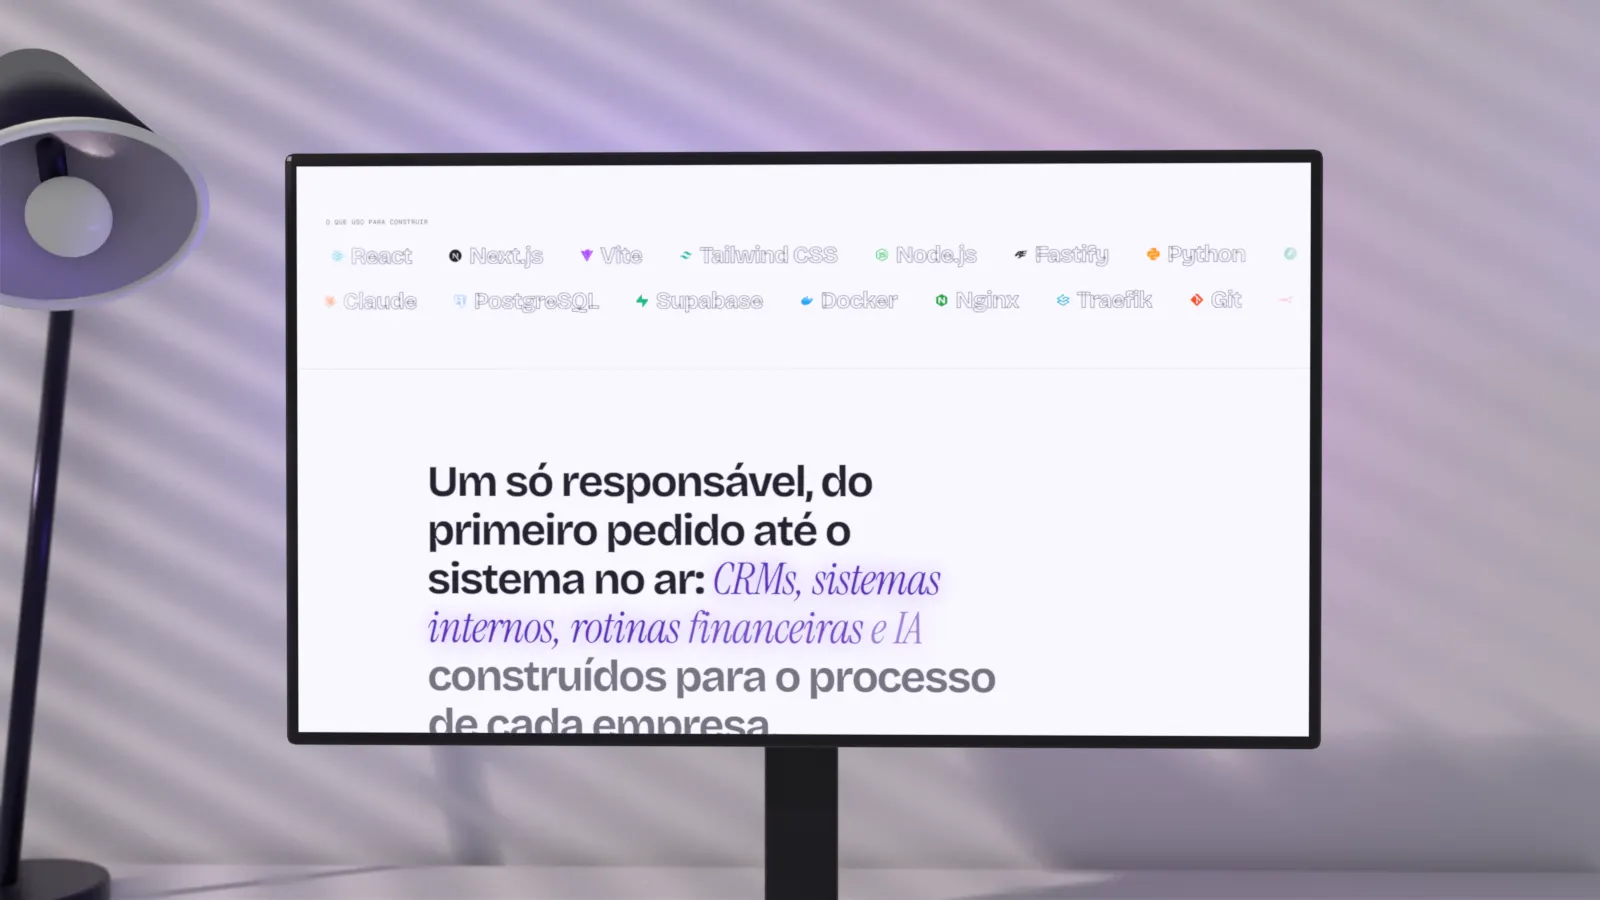 O QUE USO PARA CONSTRUIR
React Next.js Vite Tailwind CSS Node.js Fastify Python
Claude PostgreSQL Supabase Docker Nginx Traefik Git
Um só responsável, do
primeiro pedido até o
sistema no ar: CRMs, sistemas
internos, rotinas financeiras e IA
construídos para o processo
de cada empresa